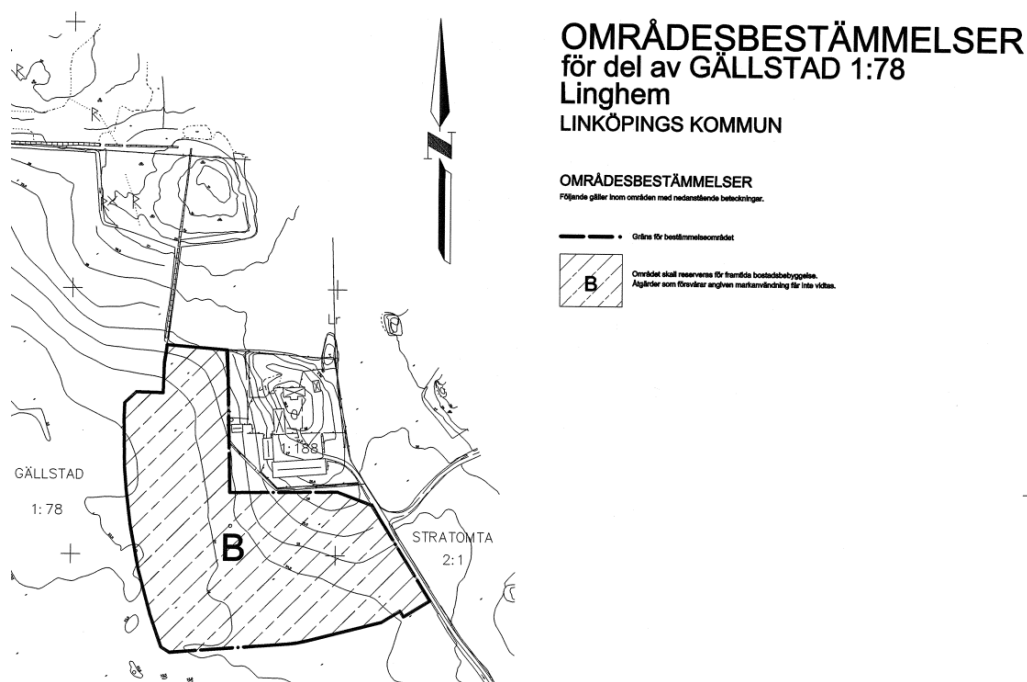 OMRÅDESBESTÄMMELSER
för del av GÄLLSTAD 1:78
Linghem
LINKÖPINGS KOMMUN
OMRÅDESBESTÄMMELSER
Följande gäller inom områden med nedanstående beteckningar.
Gräns för bestämmelseområdet
B
Området skall reserveras för framtida bostadsbebyggelse.
Åtgärder som försvårar angiven markanvändning får inte vidtas.
N
R
R
R
Lr
1:188
GÄLLSTAD
1:78
B
STRATOMTA
2:1